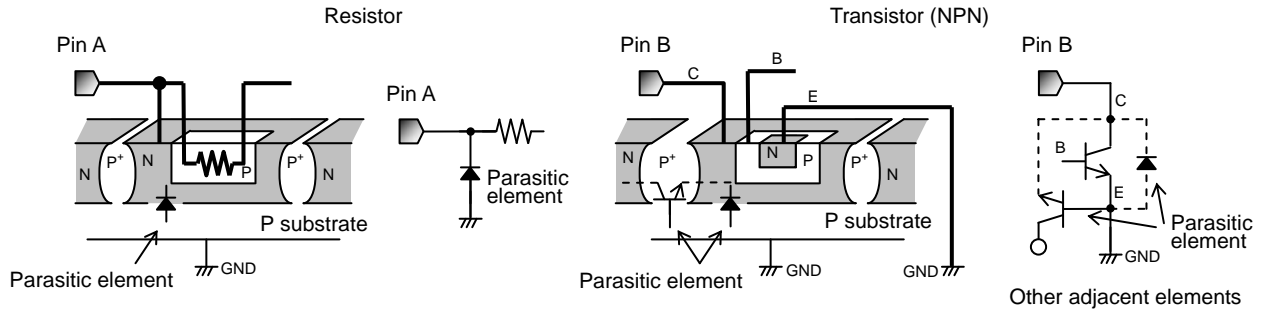 Resistor
Transistor (NPN)
Pin A
Pin B
Pin B
C
B
E
C
Pin A
N
P+
N
P
P+
N
N
P+
N
P
P+
N
B
E
Parasitic
element
P substrate
P substrate
Parasitic
element
Parasitic element
GND
Parasitic element
GND
GND
GND
Other adjacent elements